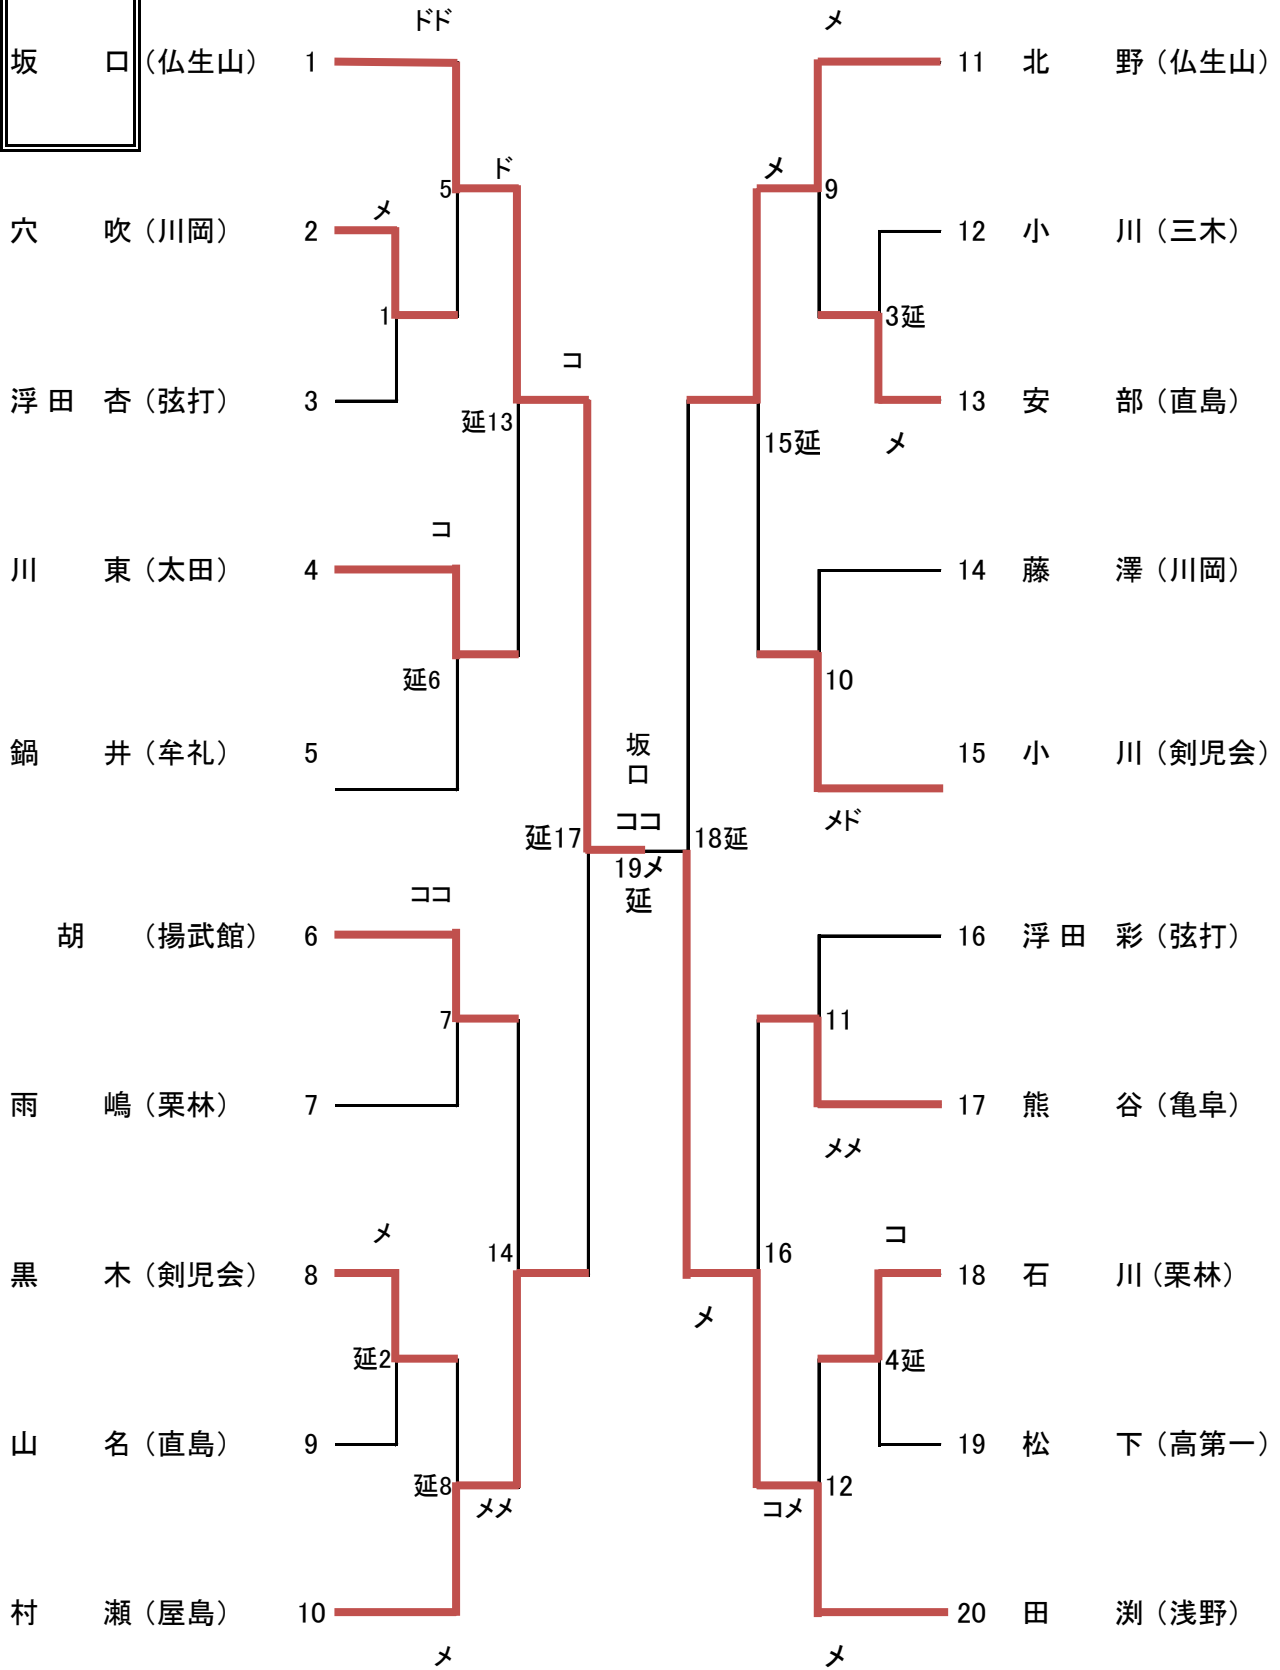 ドド
メ
坂 口(仏生山) 1
11 北 野(仏生山)
ド
メ
5
9
メ
穴 吹(川岡) 2
12 小 川(三木)
1
3延
コ
浮田 杏(弦打) 3
13 安 部(直島)
延13
15延
メ
コ
川 東(太田) 4
14 藤 澤(川岡)
延6
10
鍋 井(牟礼) 5
坂
口
15 小 川(剣児会)
ココ
メド
延17
18延
19メ
延
ココ
胡 (揚武館) 6
16 浮田 彩(弦打)
7
11
雨 嶋(栗林) 7
17 熊 谷(亀阜)
メメ
メ
コ
14
16
黒 木(剣児会) 8
18 石 川(栗林)
メ
延2
4延
山 名(直島) 9
19 松 下(高第一)
延8
12
メメ
コメ
村 瀬(屋島) 10
20 田 渕(浅野)
メ
メ